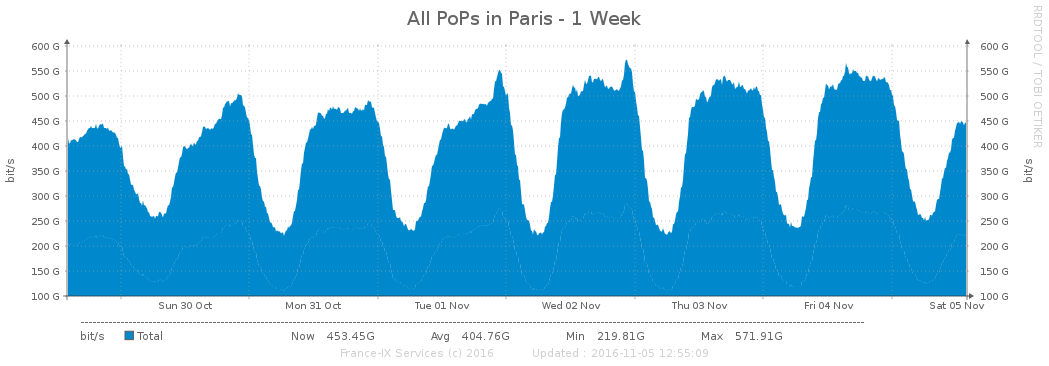 All PoPs in Paris - 1 Week
RRDTOOL / TOBI OETIKER
600 G 600 G
550 G 550 G
500 G 500 G
450 G 450 G
400 G 400 G
350 G 350 G
300 G 300 G
250 G 250 G
200 G 200 G
150 G 150 G
100 G 100 G
bit/s bit/s
Sun 30 Oct Mon 31 Oct Tue 01 Nov Wed 02 Nov Thu 03 Nov Fri 04 Nov Sat 05 Nov
bit/s Total Now 453.45G Avg 404.76G Min 219.81G Max 571.91G
France-IX Services (c) 2016 Updated : 2016-11-05 12:55:09